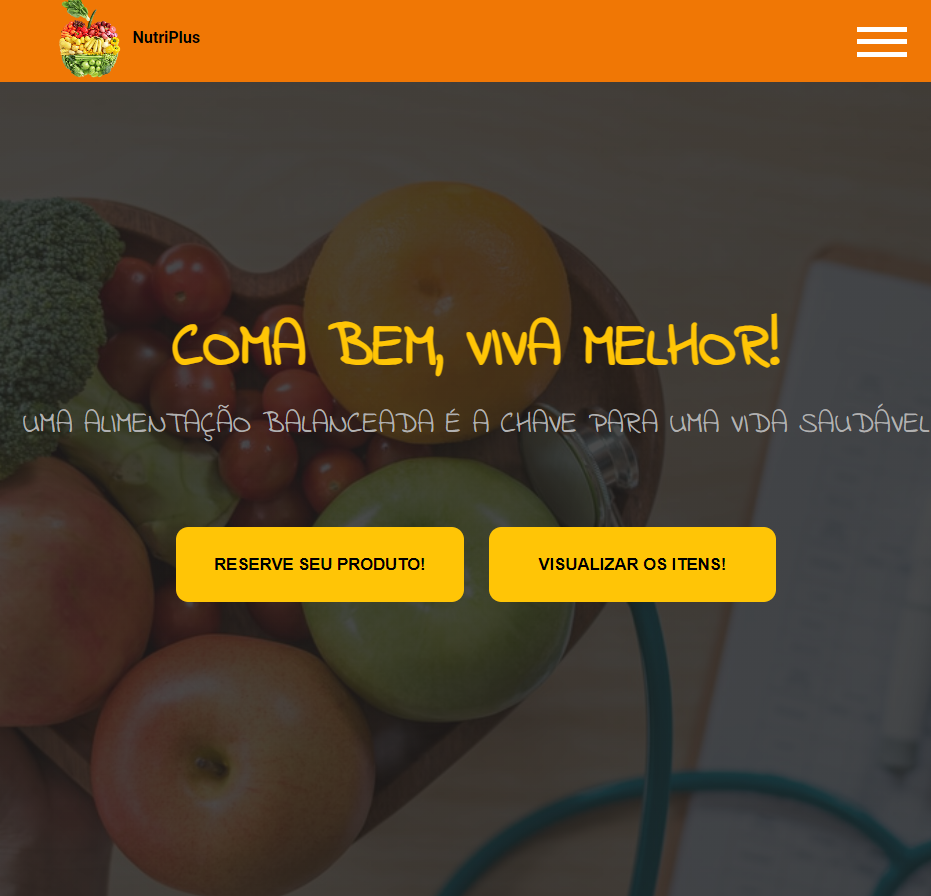 NutriPlus
COMA BEM, VIVA MELHOR!
UMA ALIMENTAÇÃO BALANCEADA É A CHAVE PARA UMA VIDA SAUDÁVEL
RESERVE SEU PRODUTO!
VISUALIZAR OS ITENS!